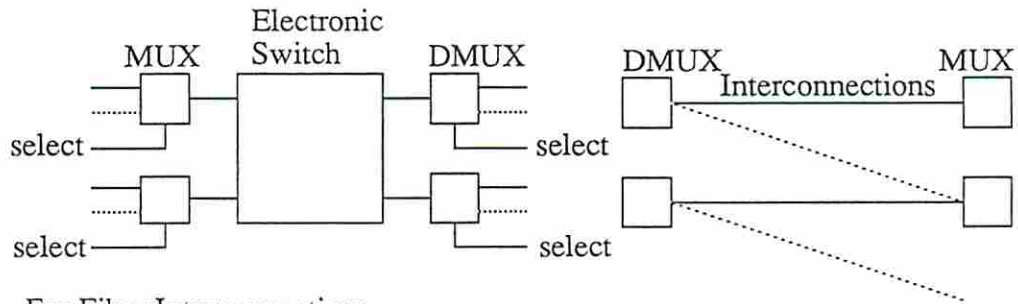 Electronic
Switch
MUX
DMUX
select
select
select
select
DMUX
MUX
Interconnections